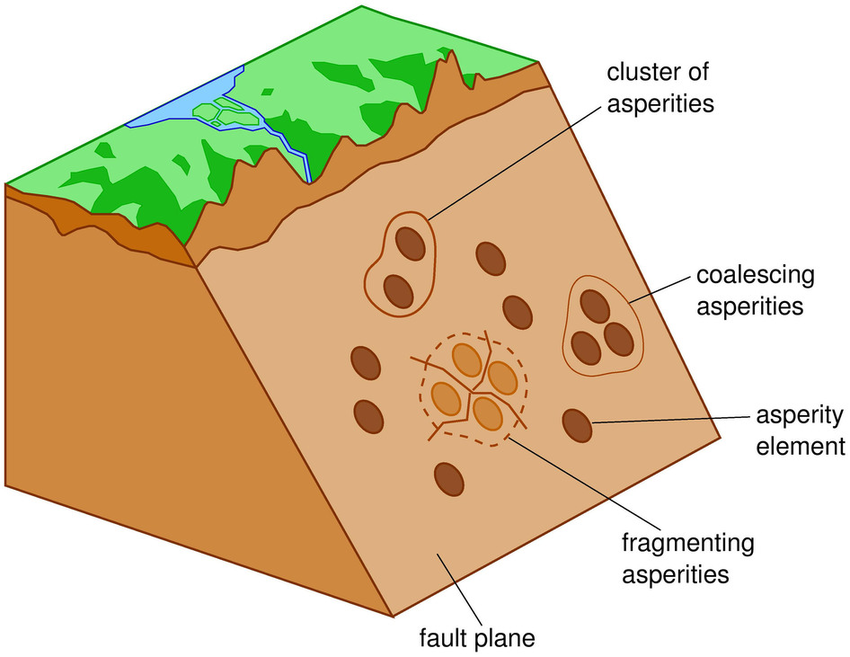 cluster of
asperities
coalescing
asperities
asperity
element
fragmenting
asperities
fault plane